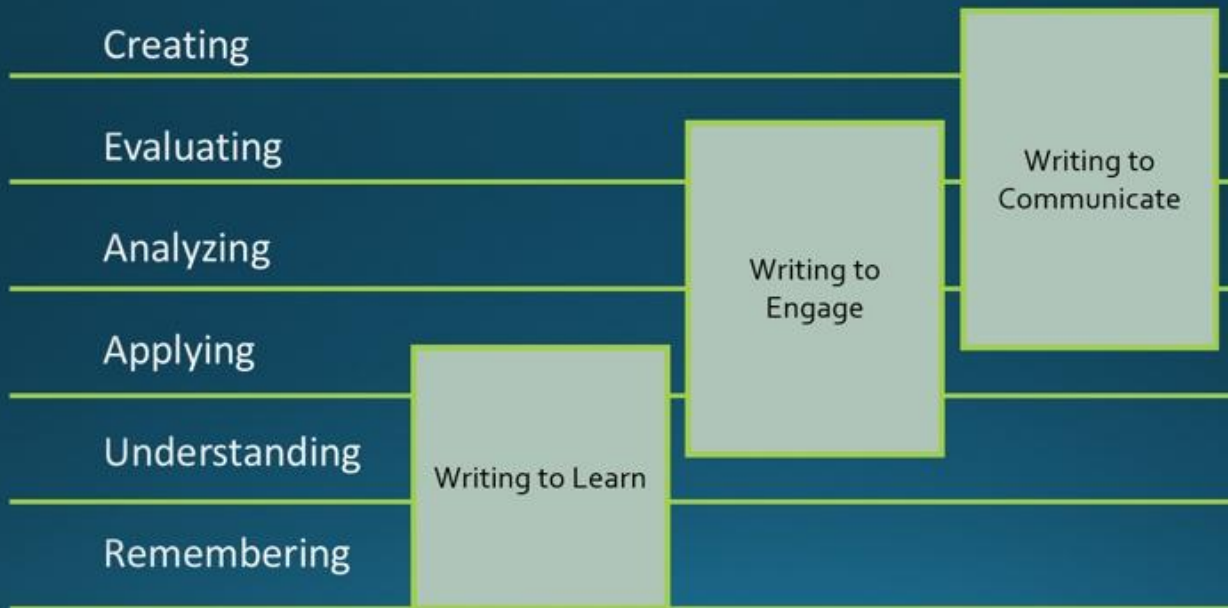 Creating
Evaluating
Analyzing
Applying
Understanding
Remembering
Writing to Learn
Writing to
Engage
Writing to
Communicate